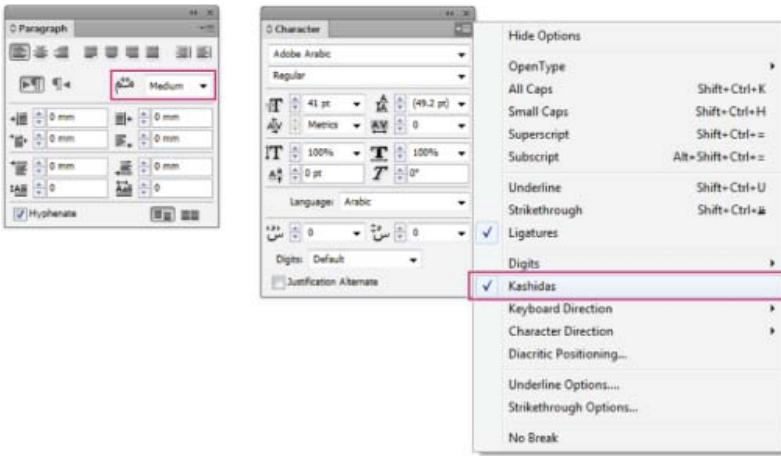 Paragraph
Medium
0 mm
0 mm
0 mm
0 mm
0 mm
0 mm
0
0
Hyphenate
Character
Adobe Arabic
Regular
41 pt
(49.2 pt)
Metrics
0
100%
100%
0 pt
0°
Language: Arabic
0
0
Digits: Default
Justification Alternate
Hide Options
OpenType
All Caps Shift+Ctrl+K
Small Caps Shift+Ctrl+H
Superscript Shift+Ctrl+=
Subscript Alt+Shift+Ctrl+=
Underline Shift+Ctrl+U
Strikethrough Shift+Ctrl+
Ligatures
Digits
Kashidas
Keyboard Direction
Character Direction
Diacritic Positioning...
Underline Options....
Strikethrough Options...
No Break